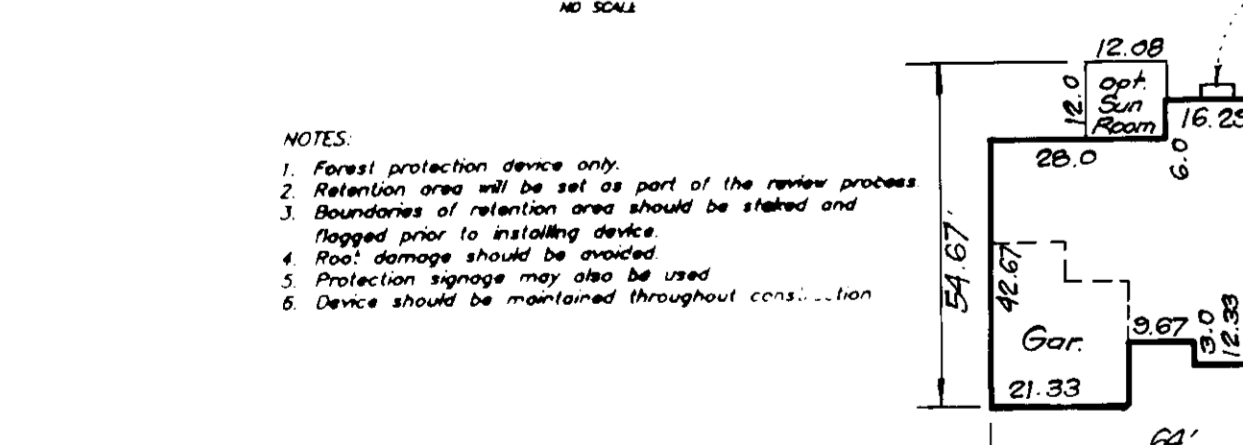 NO SCALE
NOTES:
1. Forest protection device only.
2. Retention area will be set as part of the review process.
3. Boundaries of retention area should be staked and
flagged prior to installing device.
4. Root damage should be avoided.
5. Protection signage may also be used
6. Device should be maintained throughout
12.08
12.0
Opt.
Sun
Room
16.25
28.0
6.0
54.67'
42.67
Gar.
9.67
3.0
12.33
21.33
64'